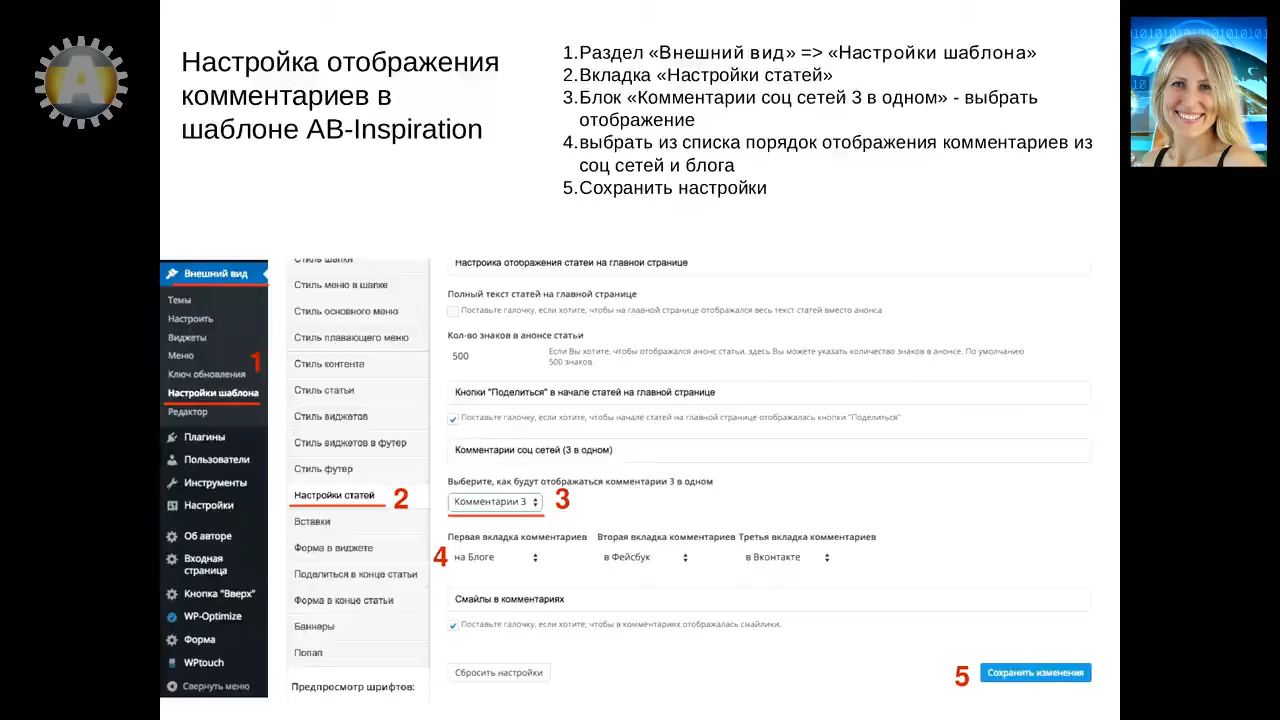 Настройка отображения
комментариев в
шаблоне AB-Inspiration
1.Раздел «Внешний вид» => «Настройки шаблона»
2.Вкладка «Настройки статей»
3.Блок «Комментарии соц сетей 3 в одном» - выбрать
отображение
4.выбрать из списка порядок отображения комментариев из
соц сетей и блога
5.Сохранить настройки
Внешний вид
Темы
Настроить
Виджеты
Меню
1
Ключ обновления
Настройки шаблона
Редактор
Плагины
Пользователи
Инструменты
Настройки
Об авторе
Входная
страница
Кнопка "Вверх"
WP-Optimize
Форма
WPtouch
Свернуть меню
Стиль шапки
Стиль меню в шапке
Стиль основного меню
Стиль плавающего меню
Стиль контента
Стиль статьи
Стиль виджетов
Стиль виджетов в футер
Стиль футер
Настройки статей
2
Вставки
Форма в виджете
Поделиться в конце статьи
Форма в конце статьи
Баннеры
Попап
Предпросмотр шрифтов:
Настройка отображения статей на главной странице
Полный текст статей на главной странице
Поставьте галочку, если хотите, чтобы на главной странице отображался весь текст статей вместо анонса
Кол-во знаков в анонсе статьи
500
Если Вы хотите, чтобы отображался анонс статьи, здесь Вы можете указать количество знаков в анонсе. По умолчанию
500 знаков.
Кнопки "Поделиться" в начале статей на главной странице
Поставьте галочку, если хотите, чтобы начале статей на главной странице отображалась кнопки "Поделиться"
Комментарии соц сетей (3 в одном)
Выберите, как будут отображаться комментарии 3 в одном
Комментарии 3
3
Первая вкладка комментариев Вторая вкладка комментариев Третья вкладка комментариев
4 на Блоге в Фейсбук в Вконтакте
Смайлы в комментариях
Поставьте галочку, если хотите, чтобы в комментариях отображалась смайлики.
Сбросить настройки
5
Сохранить изменения